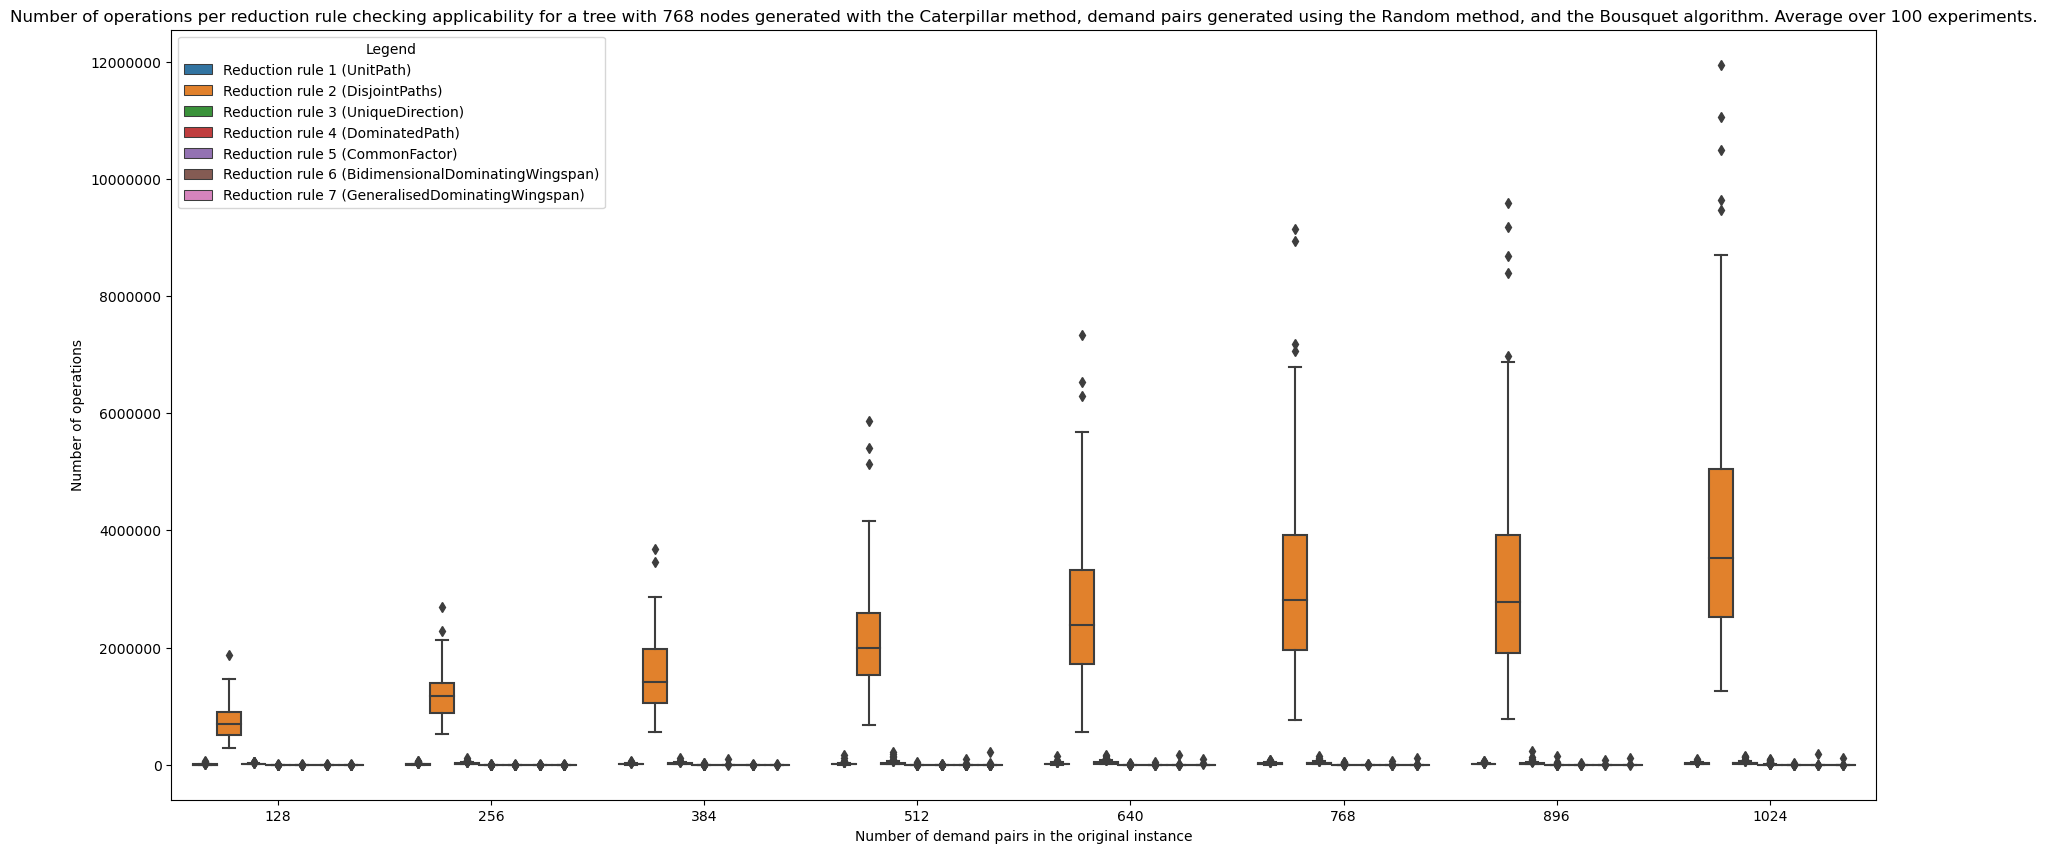 Number of operations per reduction rule checking applicability for a tree with 768 nodes generated with the Caterpillar method, demand pairs generated using the Random method, and the Bousquet algorithm. Average over 100 experiments.
Legend
Reduction rule 1 (UnitPath)
Reduction rule 2 (DisjointPaths)
Reduction rule 3 (UniqueDirection)
Reduction rule 4 (DominatedPath)
Reduction rule 5 (CommonFactor)
Reduction rule 6 (BidimensionalDominatingWingspan)
Reduction rule 7 (GeneralisedDominatingWingspan)
Number of operations
12000000
10000000
8000000
6000000
4000000
2000000
0
128 256 384 512 640 768 896 1024
Number of demand pairs in the original instance